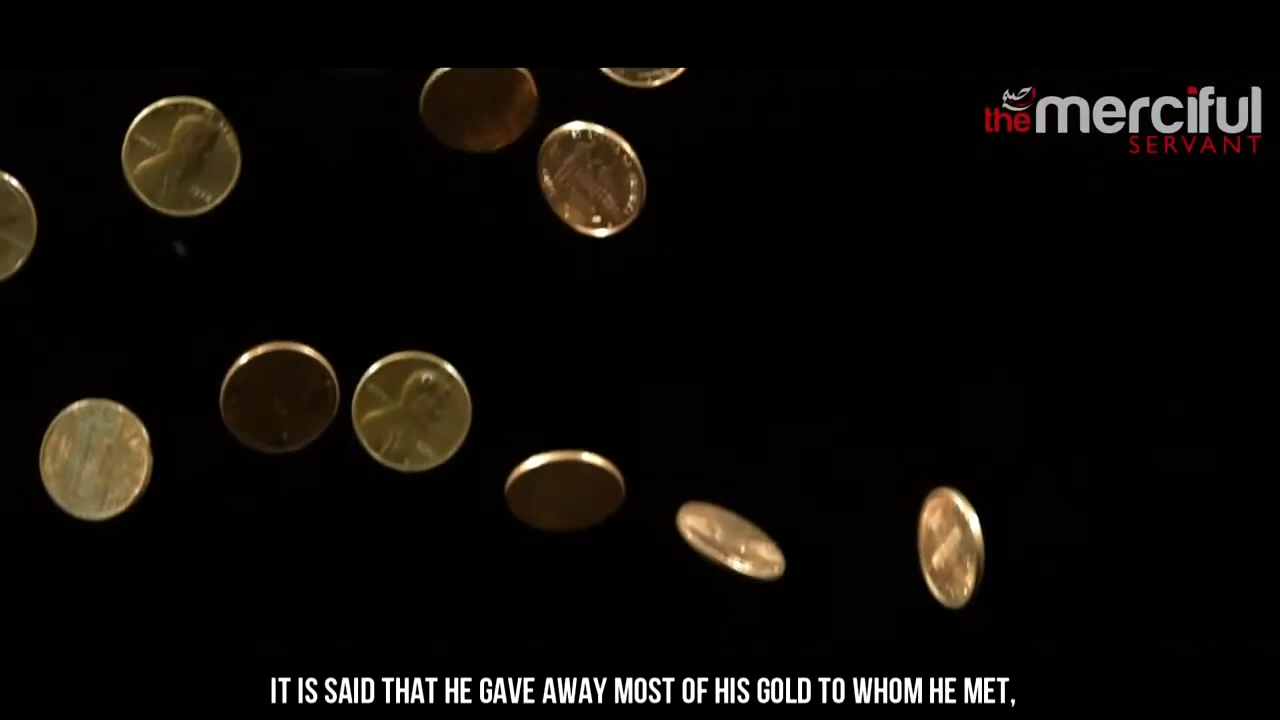 the merciful
SERVANT
IT IS SAID THAT HE GAVE AWAY MOST OF HIS GOLD TO WHOM HE MET,